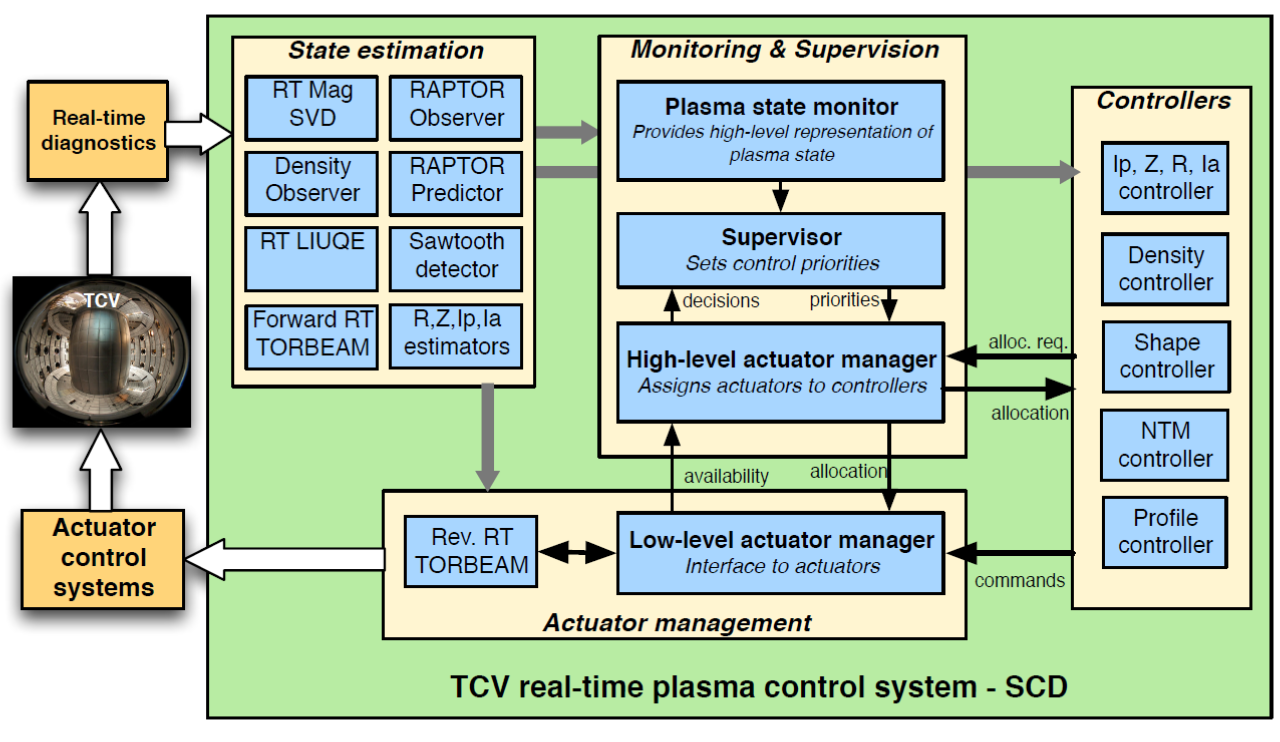 State estimation
RT Mag
SVD
RAPTOR
Observer
Density
Observer
RAPTOR
Predictor
RT LIUQE
Sawtooth
detector
Forward RT
TORBEAM
R,Z,Ip,Ia
estimators
Monitoring & Supervision
Plasma state monitor
Provides high-level representation of
plasma state
Supervisor
Sets control priorities
decisions
priorities
High-level actuator manager
Assigns actuators to controllers
alloc. req.
allocation
availability
allocation
Controllers
Ip, Z, R, Ia
controller
Density
controller
Shape
controller
NTM
controller
Profile
controller
Real-time
diagnostics
TCV
Actuator
control
systems
Rev. RT
TORBEAM
Low-level actuator manager
Interface to actuators
commands
Actuator management
TCV real-time plasma control system - SCD